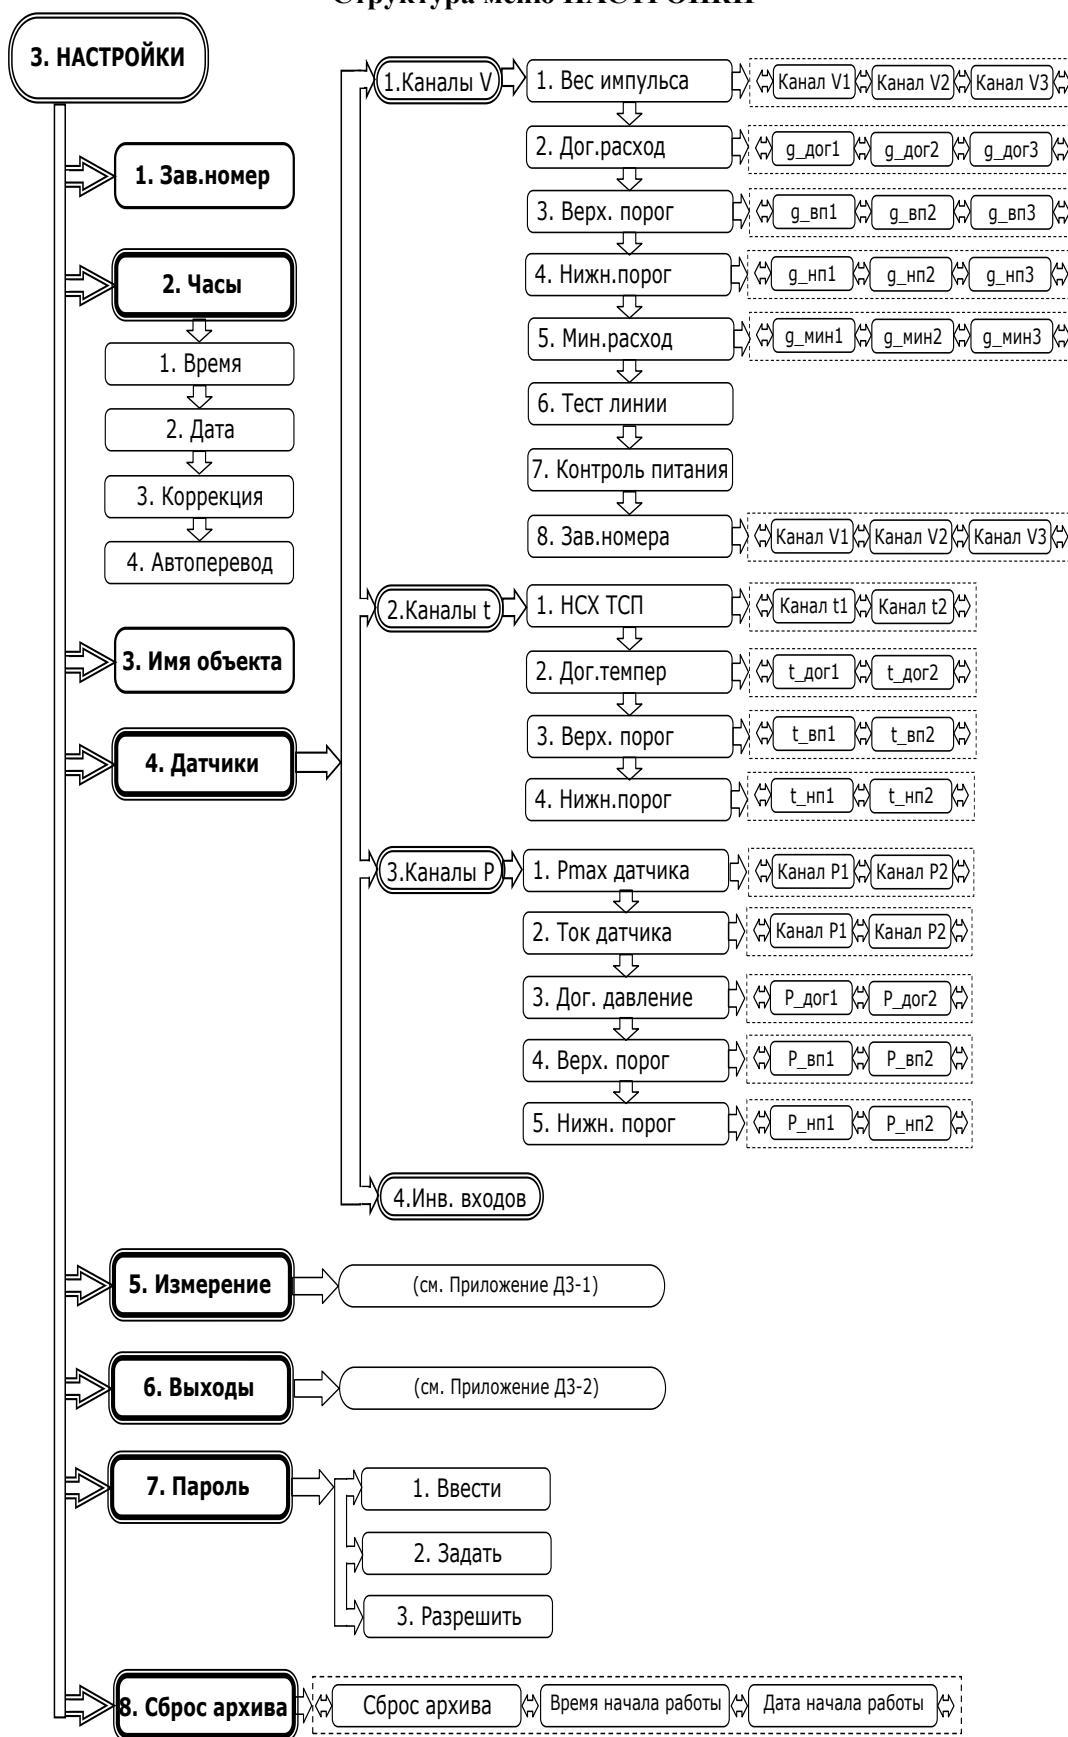 Структура меню НАСТРОЙКИ
3. НАСТРОЙКИ
1. Зав.номер
2. Часы
1. Время
2. Дата
3. Коррекция
4. Автоперевод
3. Имя объекта
4. Датчики
1.Каналы V
1. Вес импульса
Канал V1 Канал V2 Канал V3
2. Дог.расход
g_дог1 g_дог2 g_дог3
3. Верх. порог
g_вп1 g_вп2 g_вп3
4. Нижн.порог
g_нп1 g_нп2 g_нп3
5. Мин.расход
g_мин1 g_мин2 g_мин3
6. Тест линии
7. Контроль питания
8. Зав.номера
Канал V1 Канал V2 Канал V3
2.Каналы t
1. НСХ ТСП
Канал t1 Канал t2
2. Дог.темпер
t_дог1 t_дог2
3. Верх. порог
t_вп1 t_вп2
4. Нижн.порог
t_нп1 t_нп2
3.Каналы P
1. Pmax датчика
Канал P1 Канал P2
2. Ток датчика
Канал P1 Канал P2
3. Дог. давление
P_дог1 P_дог2
4. Верх. порог
P_вп1 P_вп2
5. Нижн. порог
P_нп1 P_нп2
4.Инв. входов
5. Измерение
(см. Приложение Д3-1)
6. Выходы
(см. Приложение Д3-2)
7. Пароль
1. Ввести
2. Задать
3. Разрешить
8. Сброс архива
Сброс архива Время начала работы Дата начала работы